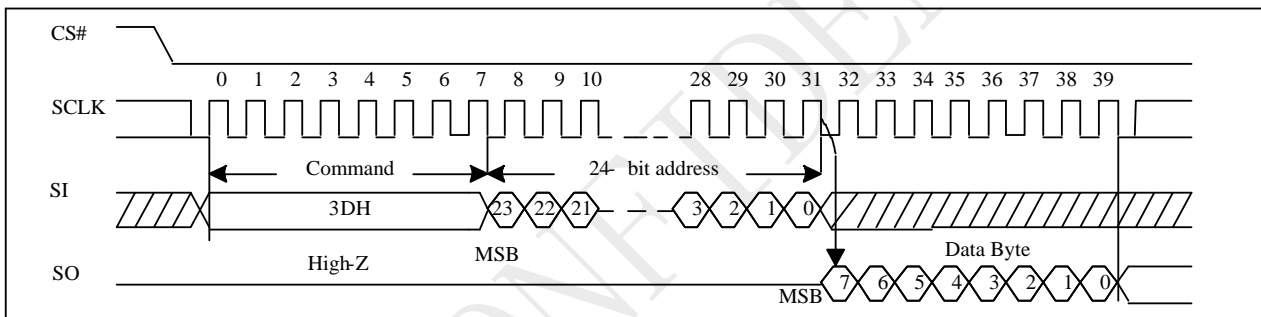 CS#
0 1 2 3 4 5 6 7 8 9 10 28 29 30 31 32 33 34 35 36 37 38 39
SCLK
Command 24- bit address
SI
3DH 23 22 21 3 2 1 0
High-Z MSB Data Byte
SO
MSB 7 6 5 4 3 2 1 0